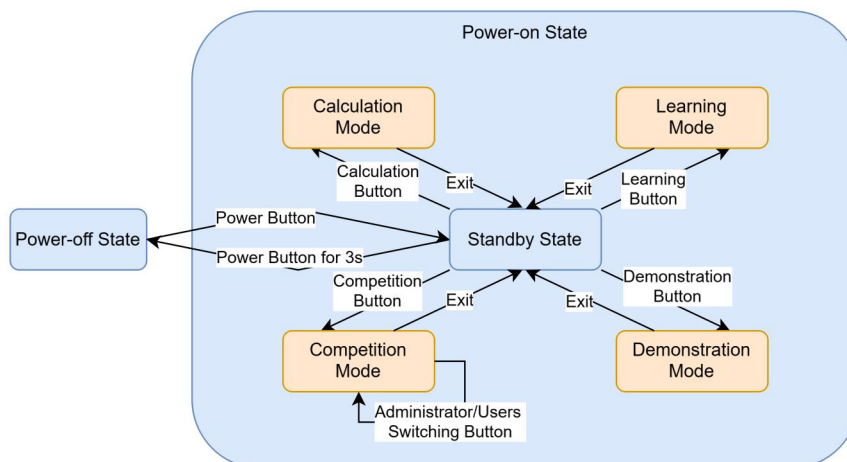 Power-on State
Calculation
Mode
Learning
Mode
Calculation
Button
Exit
Exit
Learning
Button
Power-off State
Power Button
Power Button for 3s
Standby State
Competition
Button
Exit
Exit
Demonstration
Button
Competition
Mode
Demonstration
Mode
Administrator/Users
Switching Button